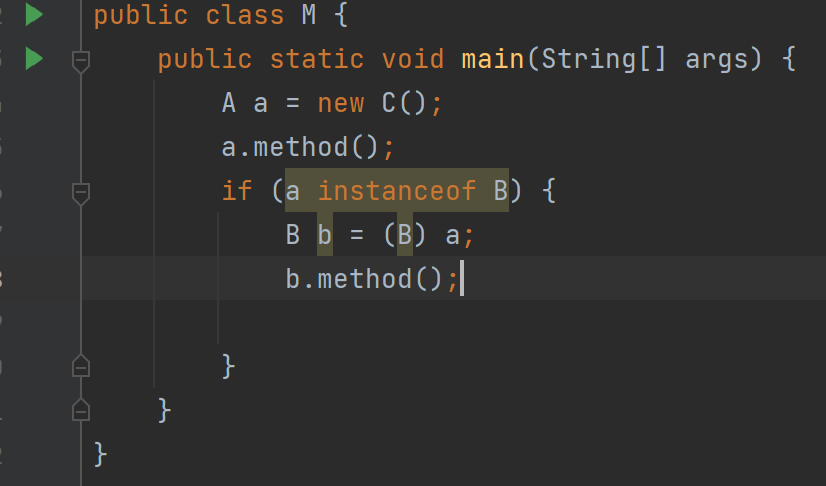 public class M {
public static void main(String[] args) {
A a = new C();
a.method();
if (a instanceof B) {
B b = (B) a;
b.method();
}
}
}